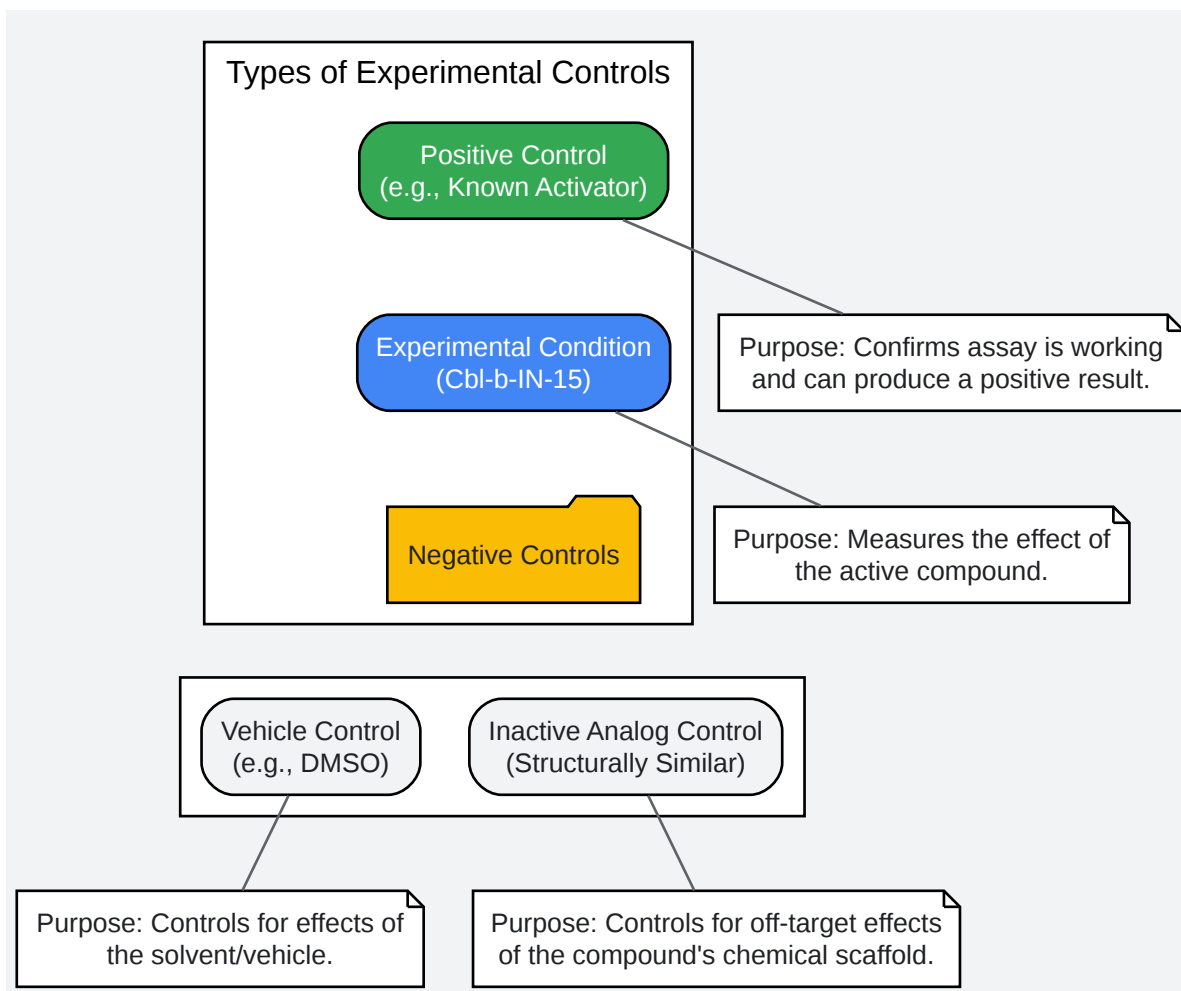 Types of Experimental Controls
Positive Control
(e.g., Known Activator)
Purpose: Confirms assay is working
and can produce a positive result.
Experimental Condition
(Cbl-b-IN-15)
Purpose: Measures the effect of
the active compound.
Negative Controls
Vehicle Control
(e.g., DMSO)
Inactive Analog Control
(Structurally Similar)
Purpose: Controls for effects of
the solvent/vehicle.
Purpose: Controls for off-target effects
of the compound's chemical scaffold.